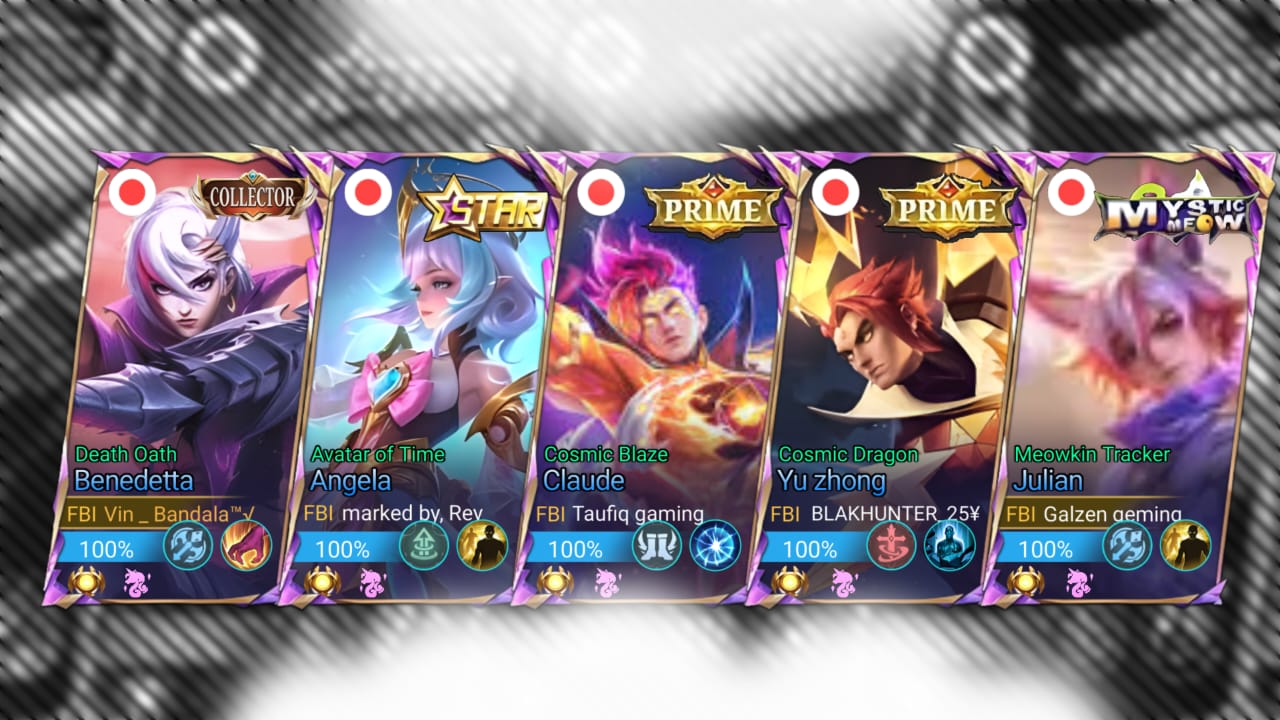 COLLECTOR
Death Oath
Benedetta
FBI Vin _ Bandala™√
100%
STAR
Avatar of Time
Angela
FBI marked by, Rev
100%
PRIME
Cosmic Blaze
Claude
FBI Taufiq gaming
100%
PRIME
Cosmic Dragon
Yu zhong
FBI BLAKHUNTER 25¥
100%
MYSTIC
MEOW
Meowkin Tracker
Julian
FBI Galzen geming
100%